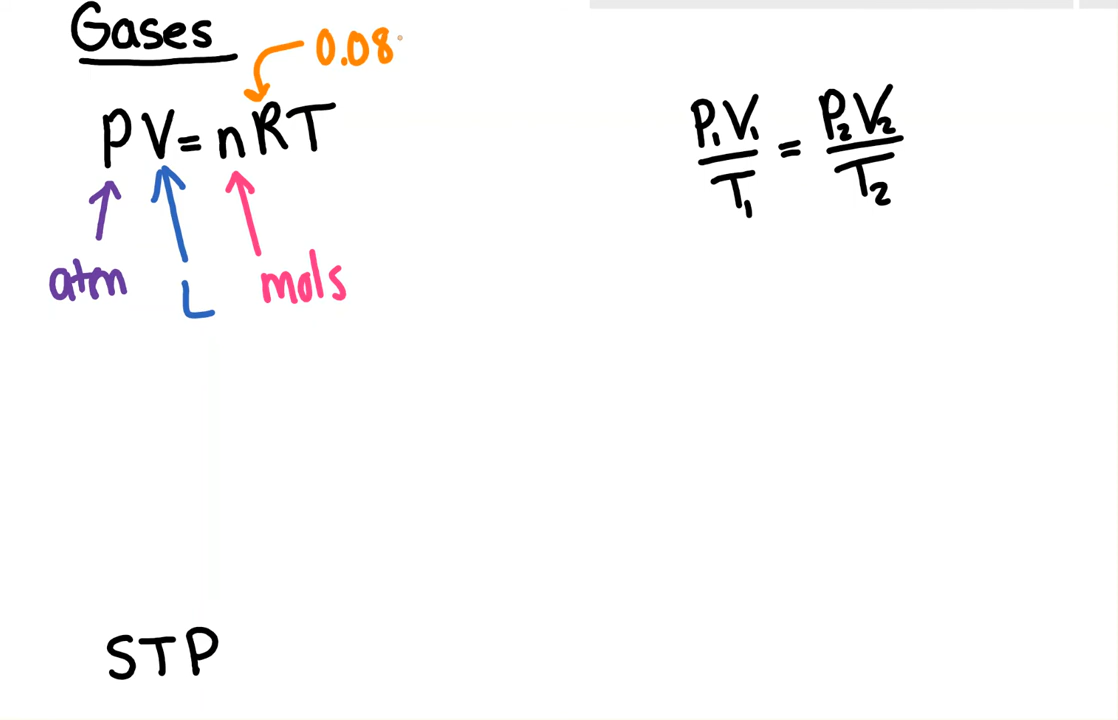 Gases
0.08
PV = nRT
atm
L
mols
P₁V₁/T₁ = P₂V₂/T₂
STP